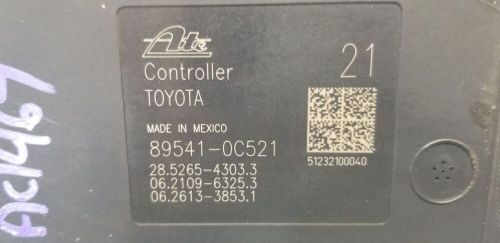 Ate
21
Controller
TOYOTA
MADE IN MEXICO
89541-0C521
51232100040
28.5265-4303.3
06.2109-6325.3
06.2613-3853.1
AC1467